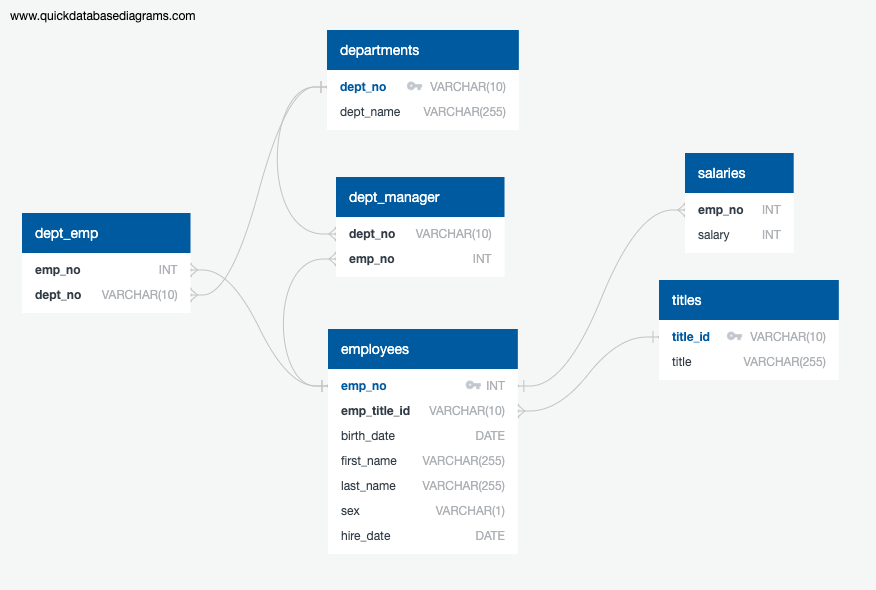 www.quickdatabasediagrams.com
departments
dept_no VARCHAR(10)
dept_name VARCHAR(255)
dept_manager
dept_no VARCHAR(10)
emp_no INT
dept_emp
emp_no INT
dept_no VARCHAR(10)
employees
emp_no INT
emp_title_id VARCHAR(10)
birth_date DATE
first_name VARCHAR(255)
last_name VARCHAR(255)
sex VARCHAR(1)
hire_date DATE
salaries
emp_no INT
salary INT
titles
title_id VARCHAR(10)
title VARCHAR(255)